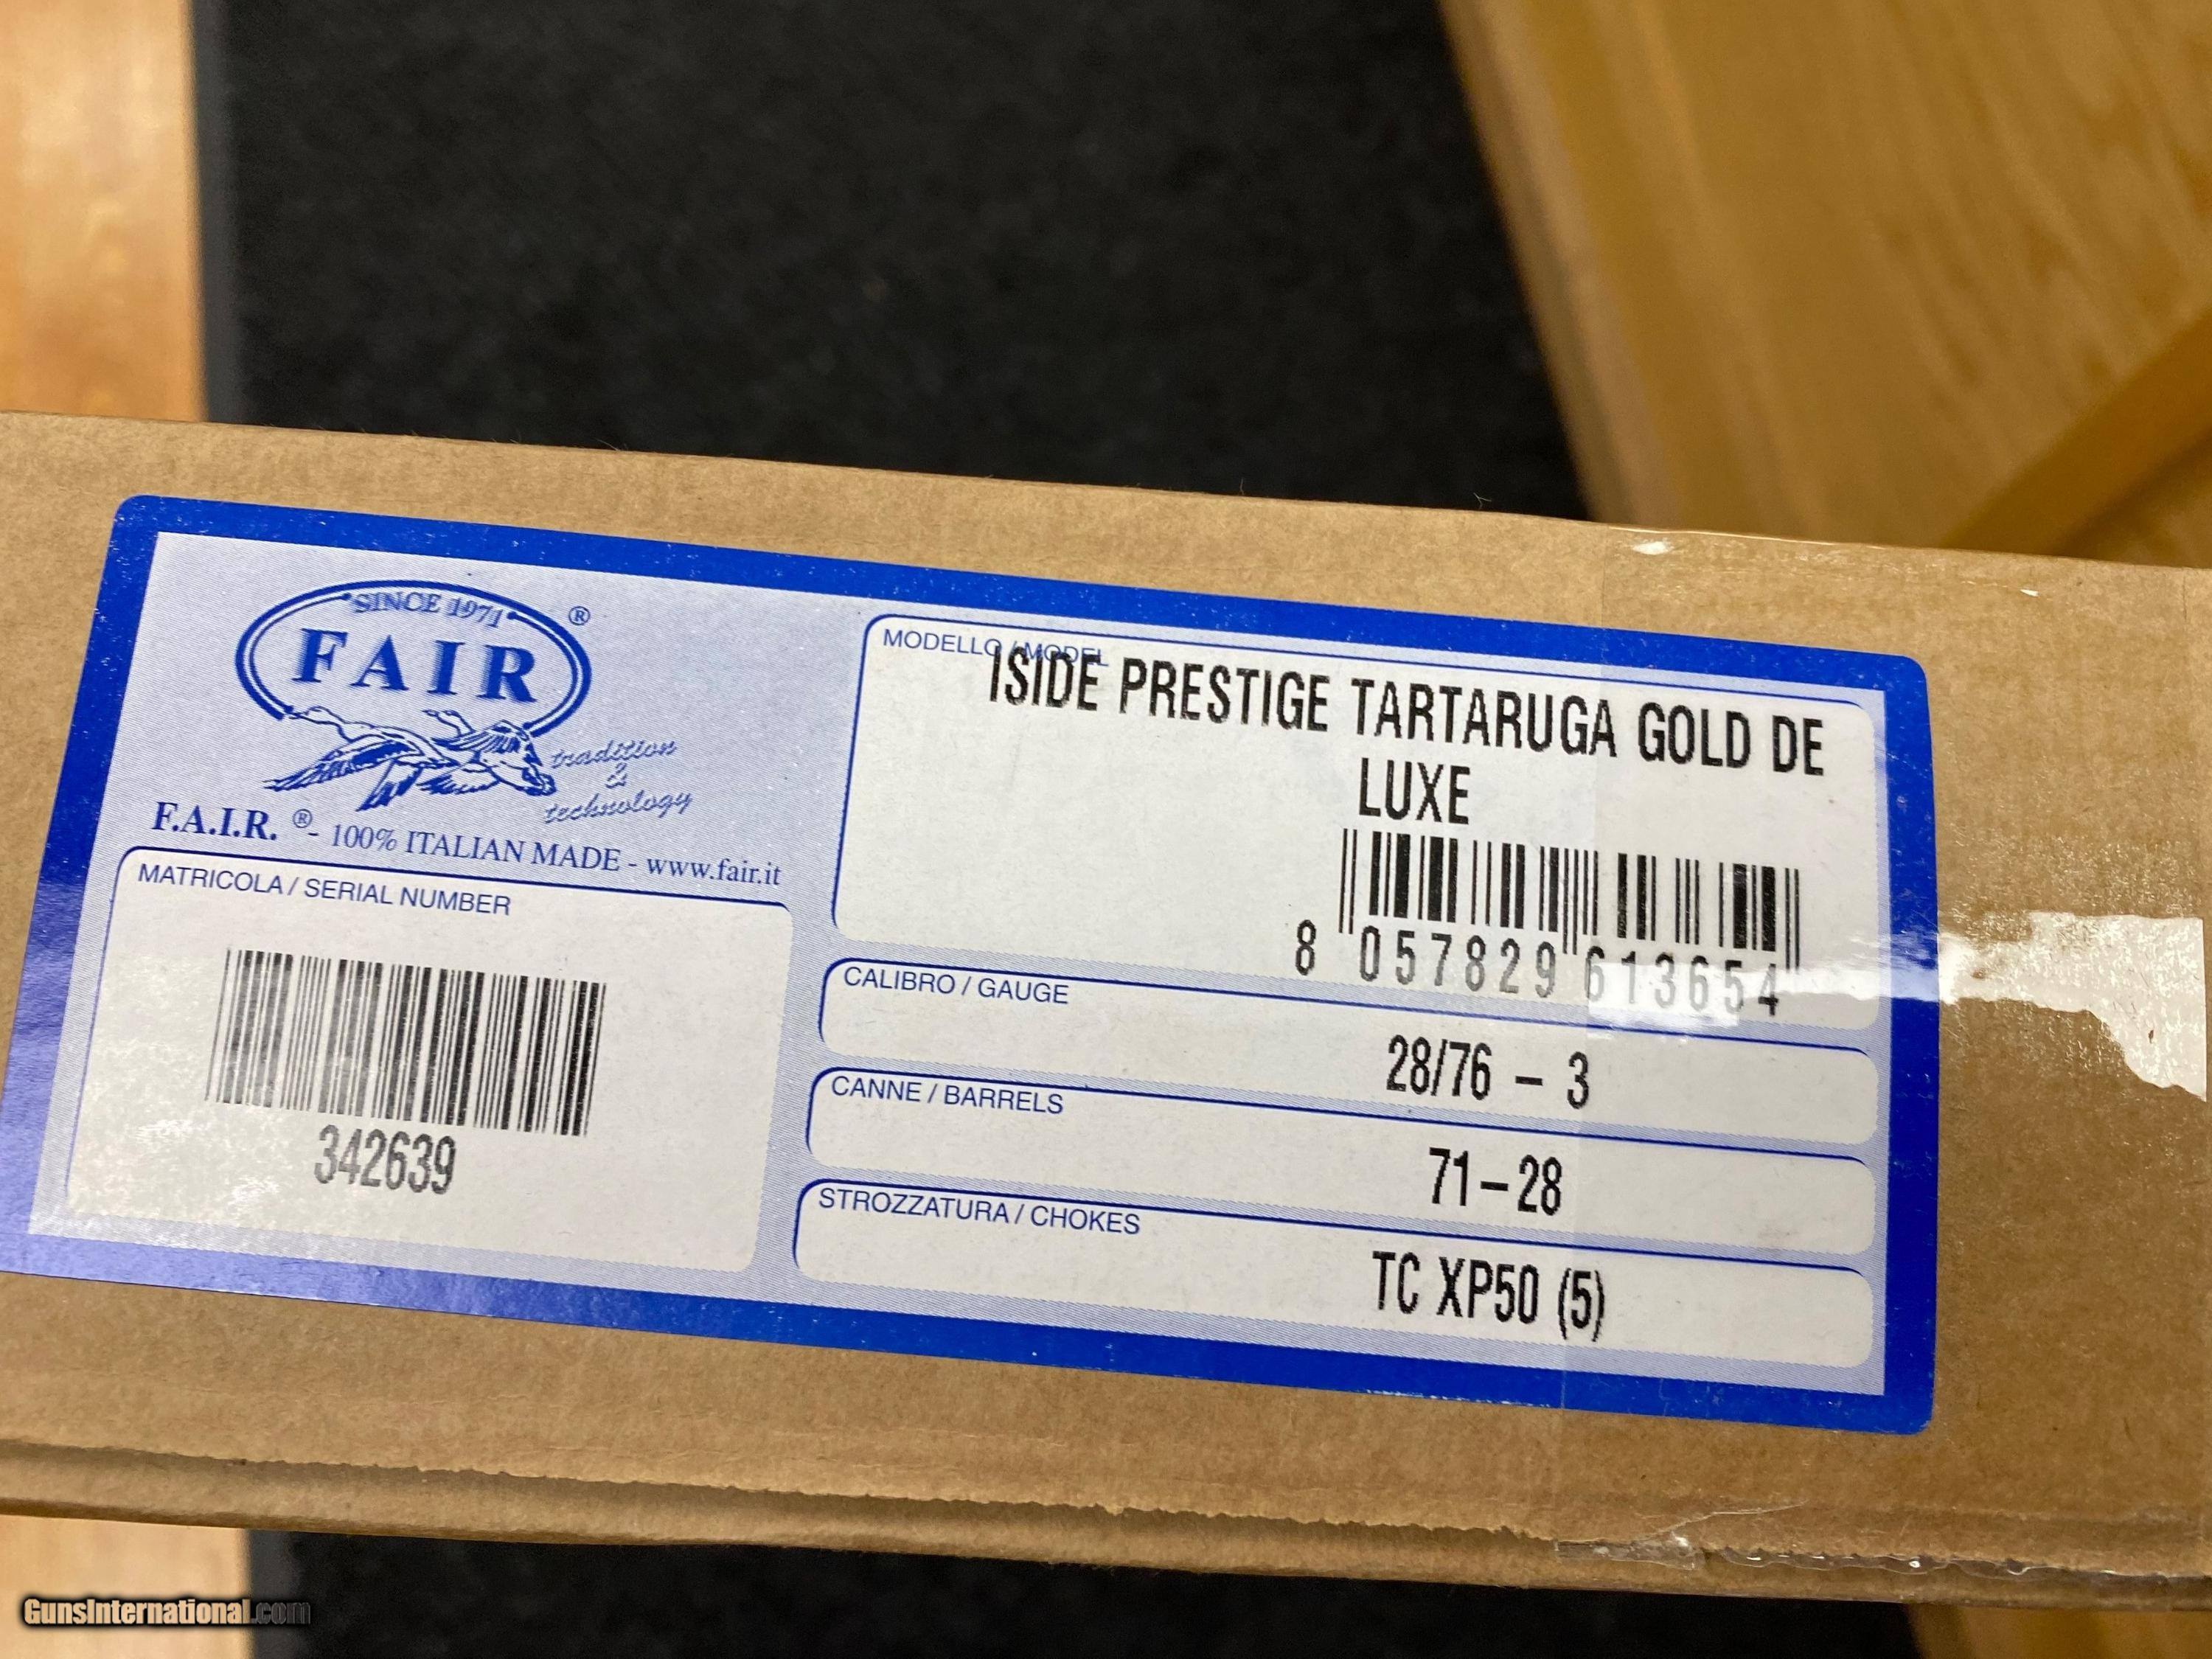 SINCE 1971
®
FAIR
tradition
&
technology
F.A.I.R. ® - 100% ITALIAN MADE - www.fair.it
MATRICOLA / SERIAL NUMBER
342639
MODELLO / MODEL
ISIDE PRESTIGE TARTARUGA GOLD DE
LUXE
8 057829 613654
CALIBRO / GAUGE
28/76 - 3
CANNE / BARRELS
71-28
STROZZATURA / CHOKES
TC XP50 (5)
GunsInternational.com